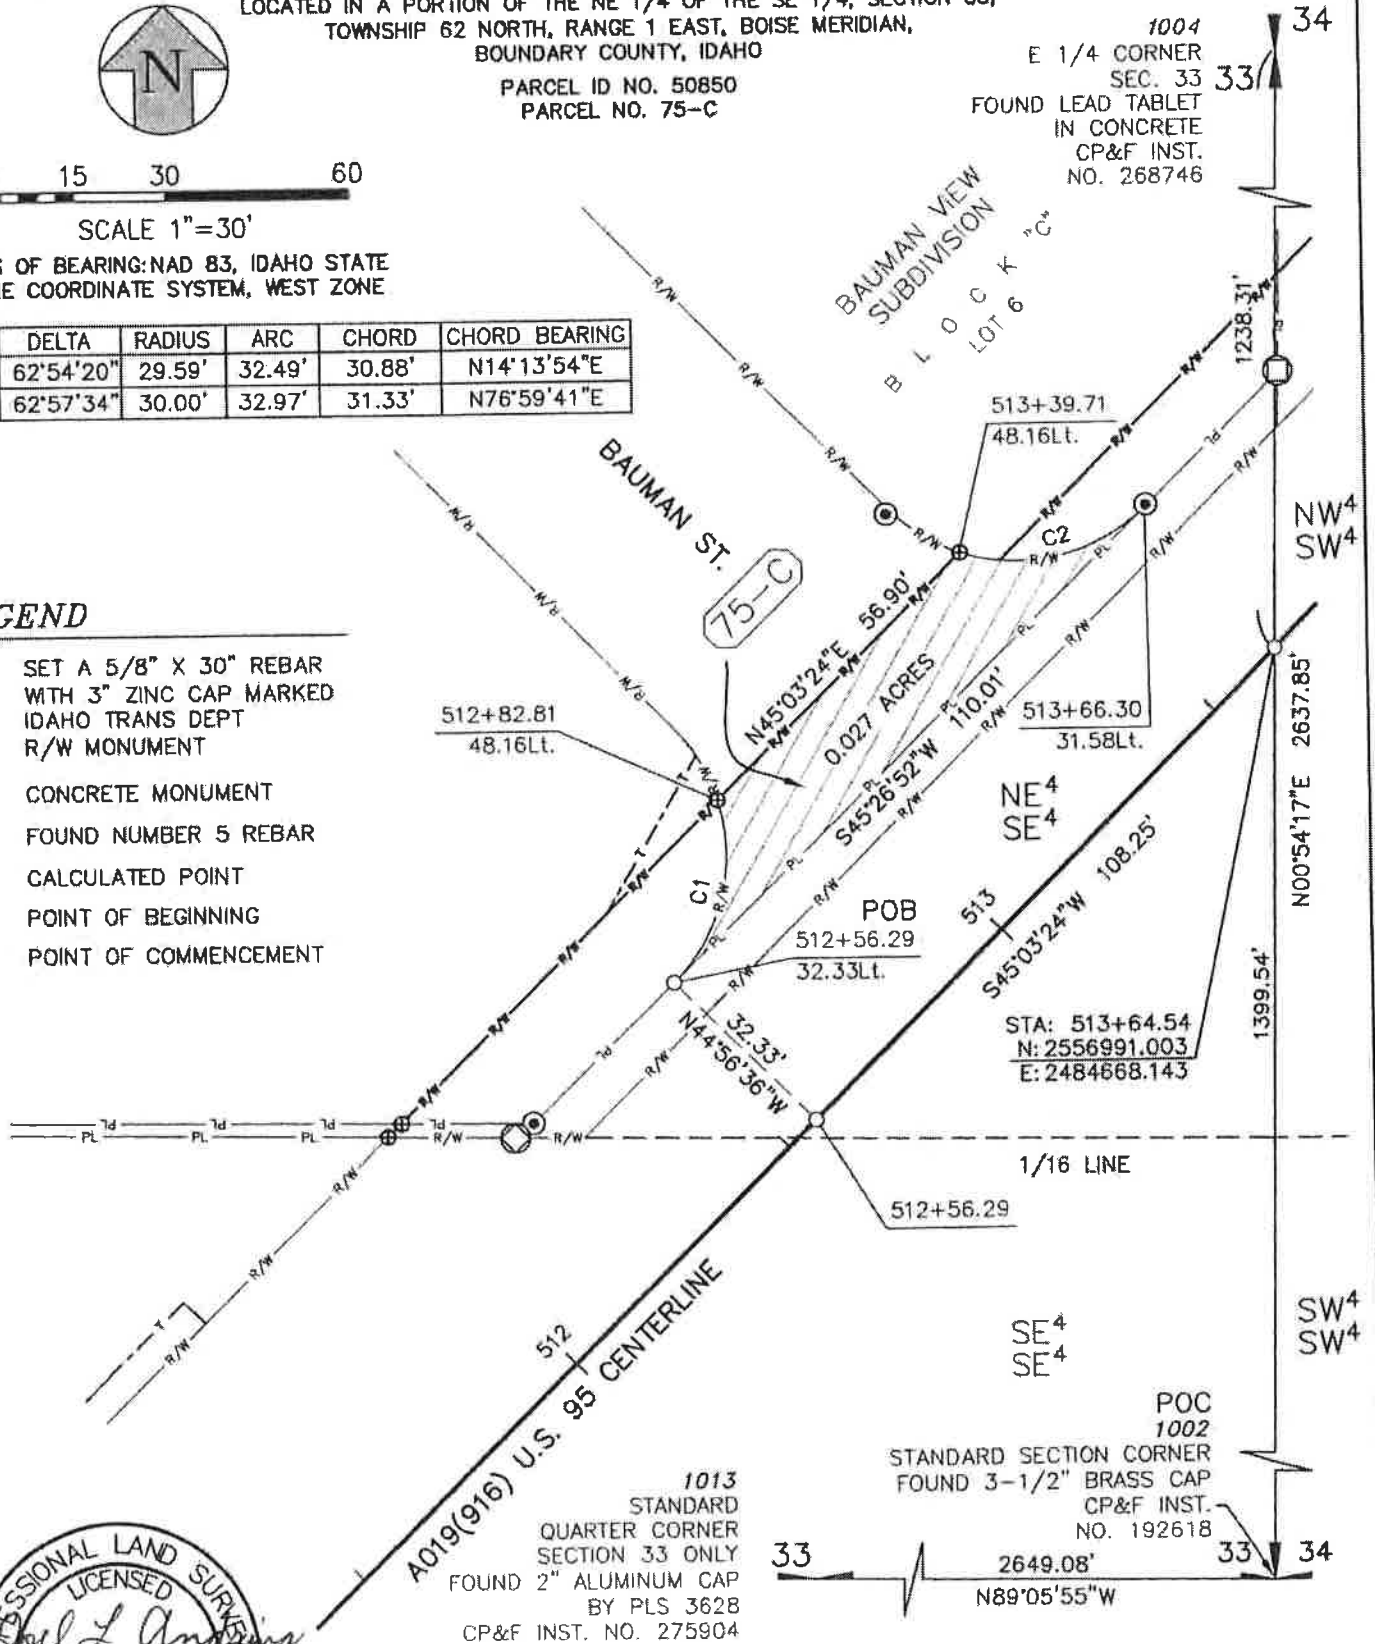 LOCATED IN A PORTION OF THE NE 1/4 OF THE SE 1/4, SECTION 33,
TOWNSHIP 62 NORTH, RANGE 1 EAST, BOISE MERIDIAN,
BOUNDARY COUNTY, IDAHO
PARCEL ID NO. 50850
PARCEL NO. 75-C
N
15 30 60
SCALE 1"=30'
OF BEARING: NAD 83, IDAHO STATE
E COORDINATE SYSTEM, WEST ZONE
DELTA RADIUS ARC CHORD CHORD BEARING
62°54'20" 29.59' 32.49' 30.88' N14°13'54"E
62°57'34" 30.00' 32.97' 31.33' N76°59'41"E
1004
E 1/4 CORNER
SEC. 33
FOUND LEAD TABLET
IN CONCRETE
CP&F INST.
NO. 268746
34
33
BAUMAN VIEW
SUBDIVISION
BLOCK "C"
LOT 6
1238.31'
513+39.71
48.16Lt.
BAUMAN ST.
75-C
C2
NW4
SW4
N45°03'24"E 56.90'
0.027 ACRES
S45°26'52"W 110.01'
513+66.30
31.58Lt.
512+82.81
48.16Lt.
C1
NE4
SE4
N00°54'17"E 2637.85'
GEND
SET A 5/8" X 30" REBAR
WITH 3" ZINC CAP MARKED
IDAHO TRANS DEPT
R/W MONUMENT
CONCRETE MONUMENT
FOUND NUMBER 5 REBAR
CALCULATED POINT
POINT OF BEGINNING
POINT OF COMMENCEMENT
POB
512+56.29
32.33Lt.
513
S45°03'24"W 108.25'
32.33'
N44°56'36"W
STA: 513+64.54
N: 2556991.003
E: 2484668.143
1399.54'
R/W R/W R/W R/W R/W
PL PL PL PL PL
T T T
1/16 LINE
512+56.29
512
A019(916) U.S. 95 CENTERLINE
SE4
SE4
SW4
SW4
POC
1002
STANDARD SECTION CORNER
FOUND 3-1/2" BRASS CAP
CP&F INST.
NO. 192618
1013
STANDARD
QUARTER CORNER
SECTION 33 ONLY
FOUND 2" ALUMINUM CAP
BY PLS 3628
CP&F INST. NO. 275904
33
2649.08'
N89°05'55"W
33 34
SSIONAL LAND SURVE
LICENSED